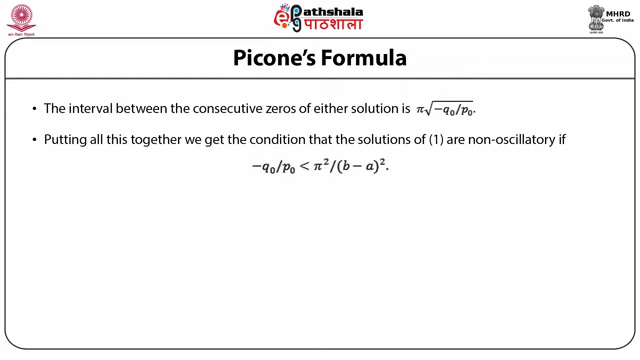 ePathshala
पाठशाला
MHRD
Govt. of India
Picone's Formula
• The interval between the consecutive zeros of either solution is π√(-q₀/p₀).
• Putting all this together we get the condition that the solutions of (1) are non-oscillatory if
-q₀/p₀ < π²/(b − a)².